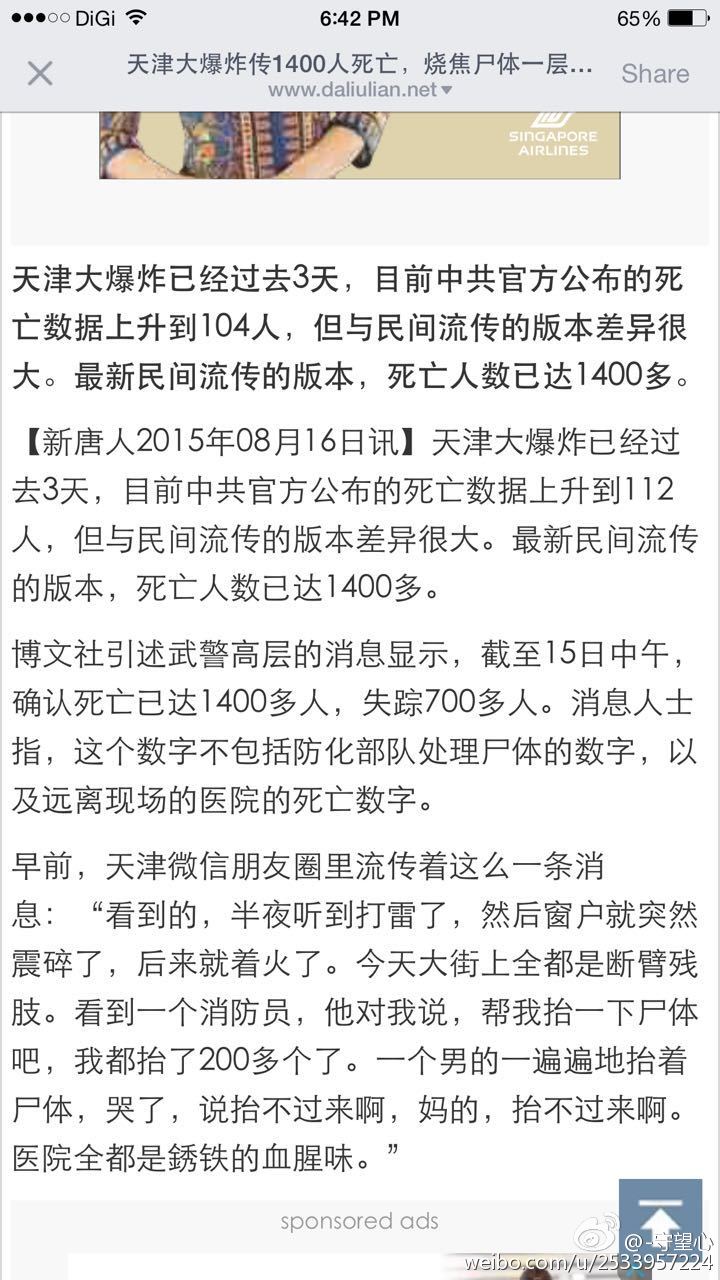 DiGi
6:42 PM
65%
天津大爆炸传1400人死亡，烧焦尸体一层...
www.daliulian.net
Share
SINGAPORE
AIRLINES
天津大爆炸已经过去3天，目前中共官方公布的死
亡数据上升到104人，但与民间流传的版本差异很
大。最新民间流传的版本，死亡人数已达1400多。
【新唐人2015年08月16日讯】天津大爆炸已经过
去3天，目前中共官方公布的死亡数据上升到112
人，但与民间流传的版本差异很大。最新民间流传
的版本，死亡人数已达1400多。
博文社引述武警高层的消息显示，截至15日中午，
确认死亡已达1400多人，失踪700多人。消息人士
指，这个数字不包括防化部队处理尸体的数字，以
及远离现场的医院的死亡数字。
早前，天津微信朋友圈里流传着这么一条消
息：“看到的，半夜听到打雷了，然后窗户就突然
震碎了，后来就着火了。今天大街上全都是断臂残
肢。看到一个消防员，他对我说，帮我抬一下尸体
吧，我都抬了200多个了。一个男的一遍遍地抬着
尸体，哭了，说抬不过来啊，妈的，抬不过来啊。
医院全都是銹铁的血腥味。”
sponsored ads
@-守望心
weibo.com/u/2533957224